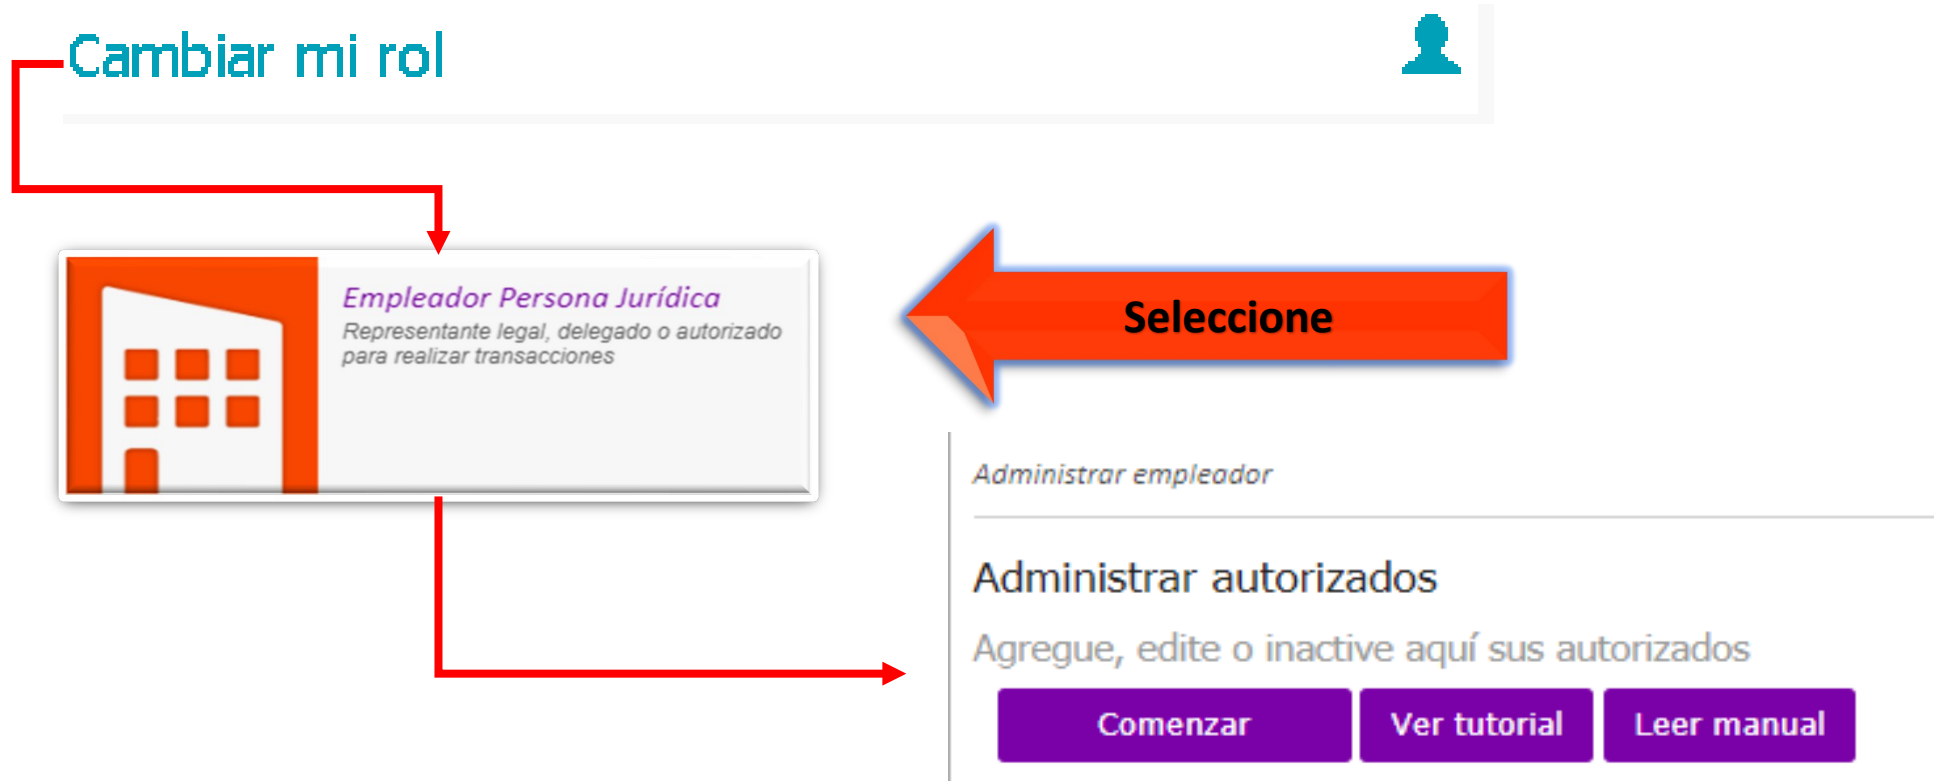 Cambiar mi rol
Empleador Persona Jurídica
Representante legal, delegado o autorizado
para realizar transacciones
Seleccione
Administrar empleador
Administrar autorizados
Agregue, edite o inactive aquí sus autorizados
Comenzar
Ver tutorial
Leer manual